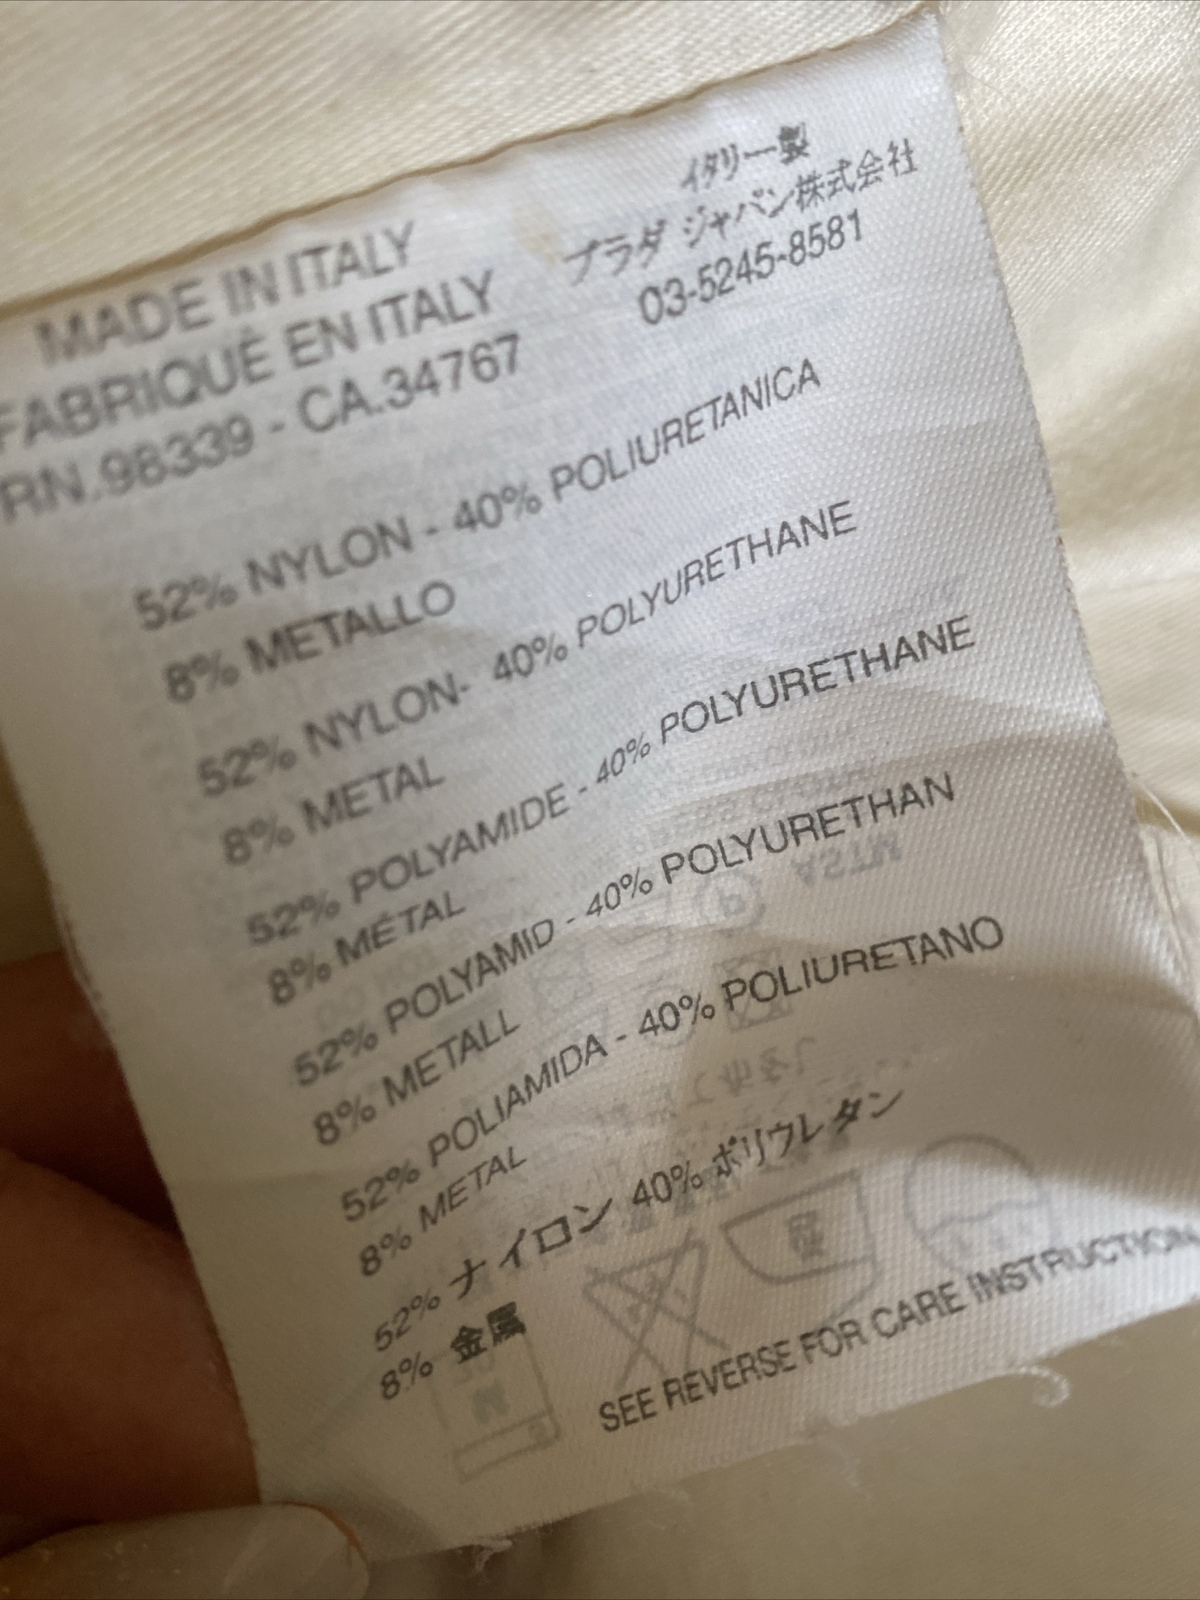 MADE IN ITALY
FABRIQUÉ EN ITALY
RN.98339 - CA.34767
イタリー製
プラダ ジャパン株式会社
03-5245-8581
52% NYLON - 40% POLIURETANICA
8% METALLO
52% NYLON- 40% POLYURETHANE
8% METAL
52% POLYAMIDE - 40% POLYURETHANE
8% MÉTAL
52% POLYAMID - 40% POLYURETHAN
8% METALL
52% POLIAMIDA - 40% POLIURETANO
8% METAL
52% ナイロン 40% ポリウレタン
8% 金属
SEE REVERSE FOR CARE INSTRUCTION